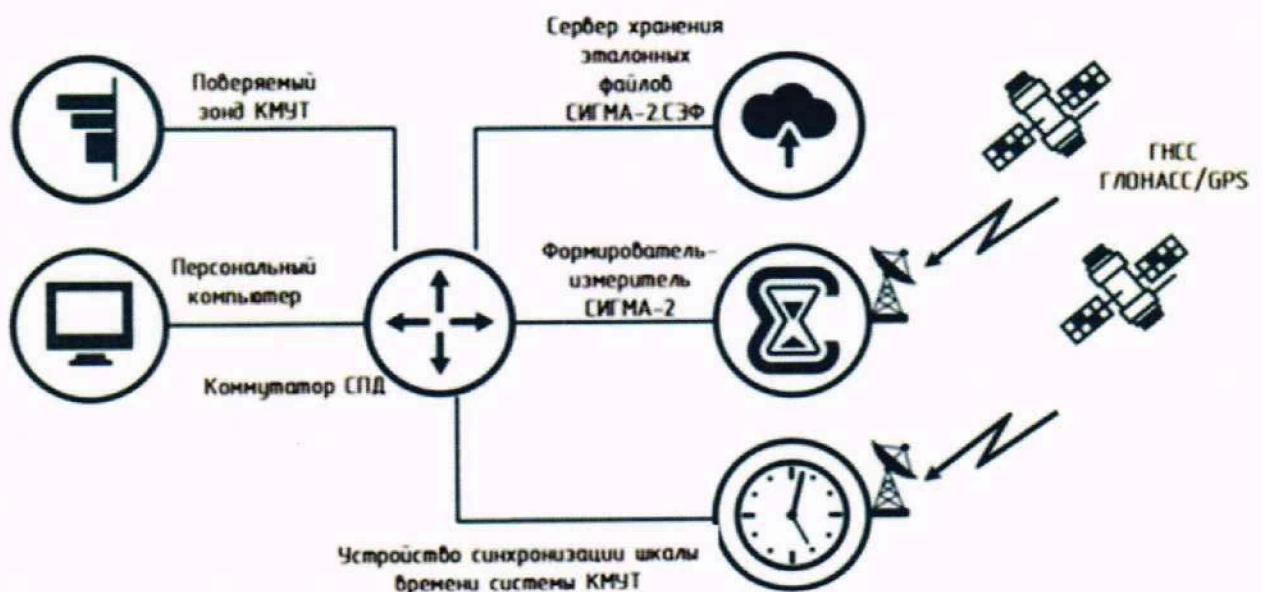 Поверяемый
зонд КМУТ
Сервер хранения
эталонных
файлов
СИГМА-2.СЭФ
ГНСС
ГЛОНАСС/GPS
Персональный
компьютер
Формирователь-
измеритель
СИГМА-2
Коммутатор СПД
Устройство синхронизации шкалы
времени системы КМУТ